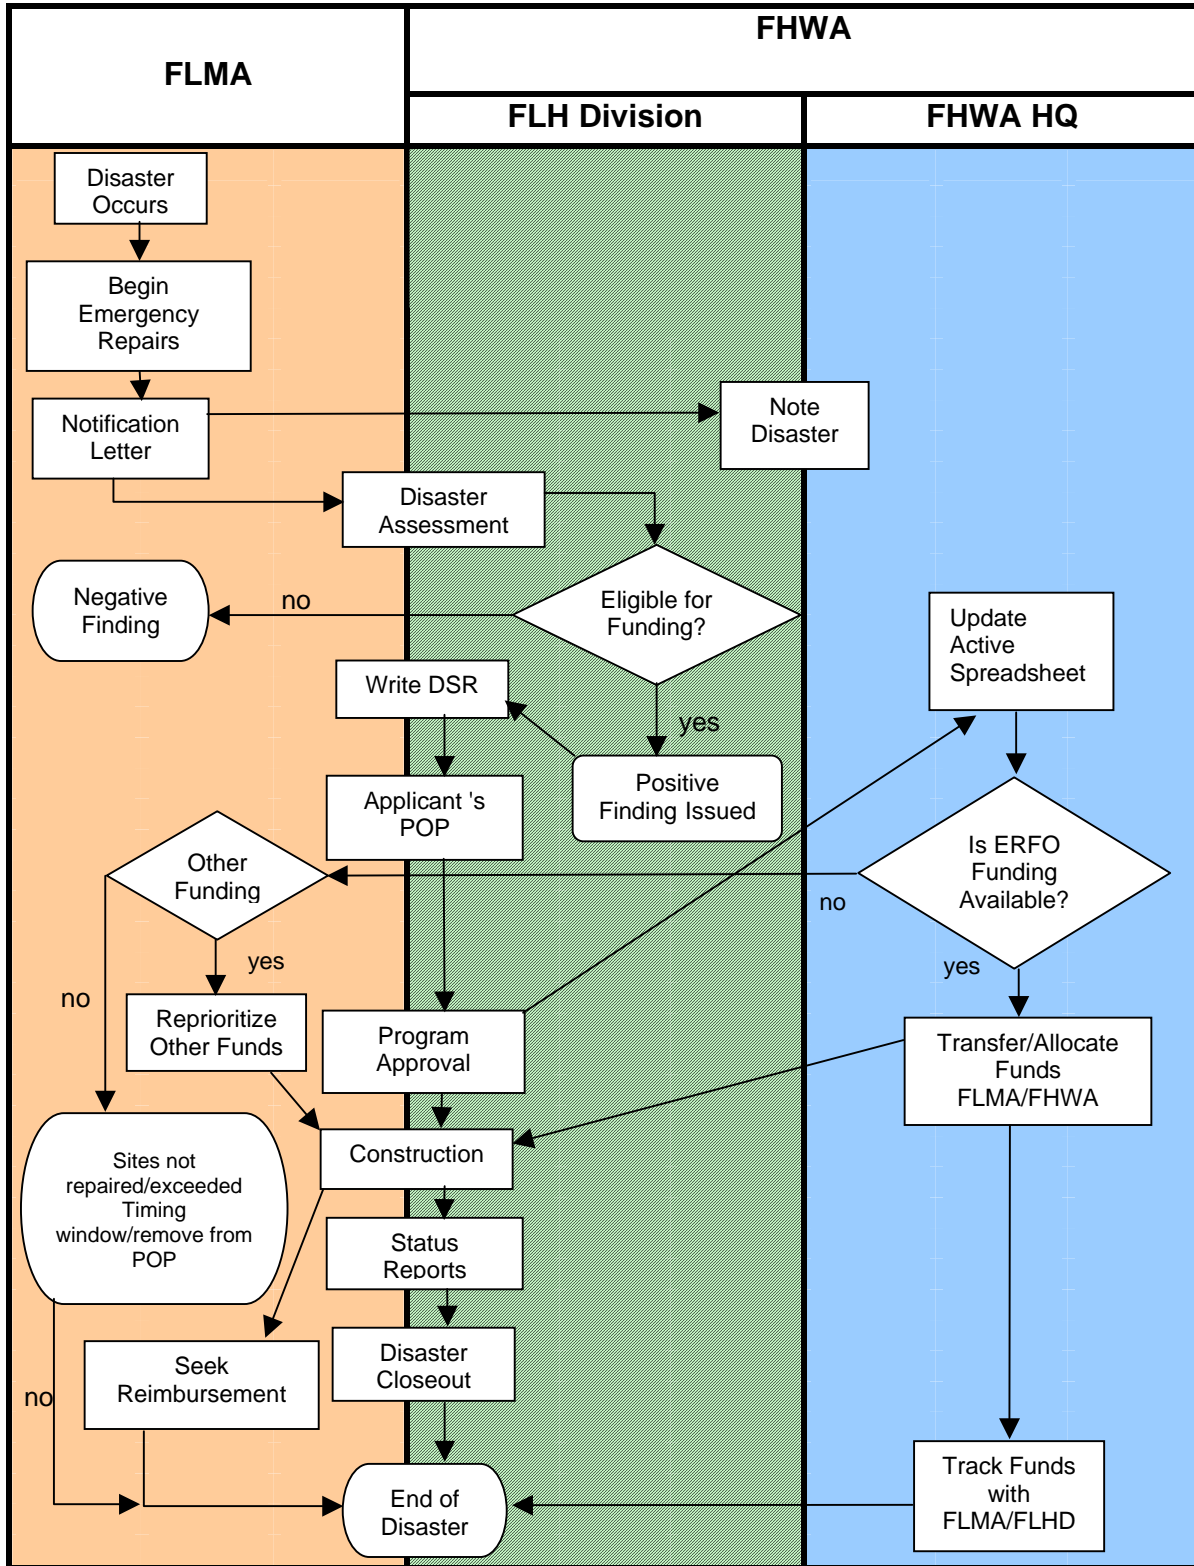 FHWA
FLMA
FLH Division
FHWA HQ
Disaster
Occurs
Begin
Emergency
Repairs
Notification
Letter
Note
Disaster
Disaster
Assessment
Negative
Finding
no
Eligible for
Funding?
Update
Active
Spreadsheet
Write DSR
yes
Positive
Finding Issued
Applicant 's
POP
Other
Funding
Is ERFO
Funding
Available?
no
yes
yes
no
Reprioritize
Other Funds
Program
Approval
Transfer/Allocate
Funds
FLMA/FHWA
Construction
Sites not
repaired/exceeded
Timing
window/remove from
POP
Status
Reports
Seek
Reimbursement
Disaster
Closeout
no
End of
Disaster
Track Funds
with
FLMA/FLHD